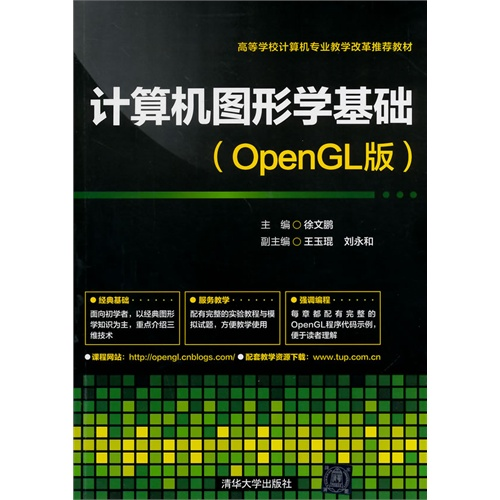 高等学校计算机专业教学改革推荐教材
计算机图形学基础
（OpenGL版）
主 编 徐文鹏
副主编 王玉琨 刘永和
●经典基础······
面向初学者，以经典图形
学知识为主，重点介绍三
维技术
●服务教学······
配有完整的实验教程与模
拟试题，方便教学使用
●强调编程······
每章都配有完整的
OpenGL程序代码示例，
便于读者理解
●课程网站：http://opengl.cnblogs.com/ ●配套教学资源下载：www.tup.com.cn
清华大学出版社